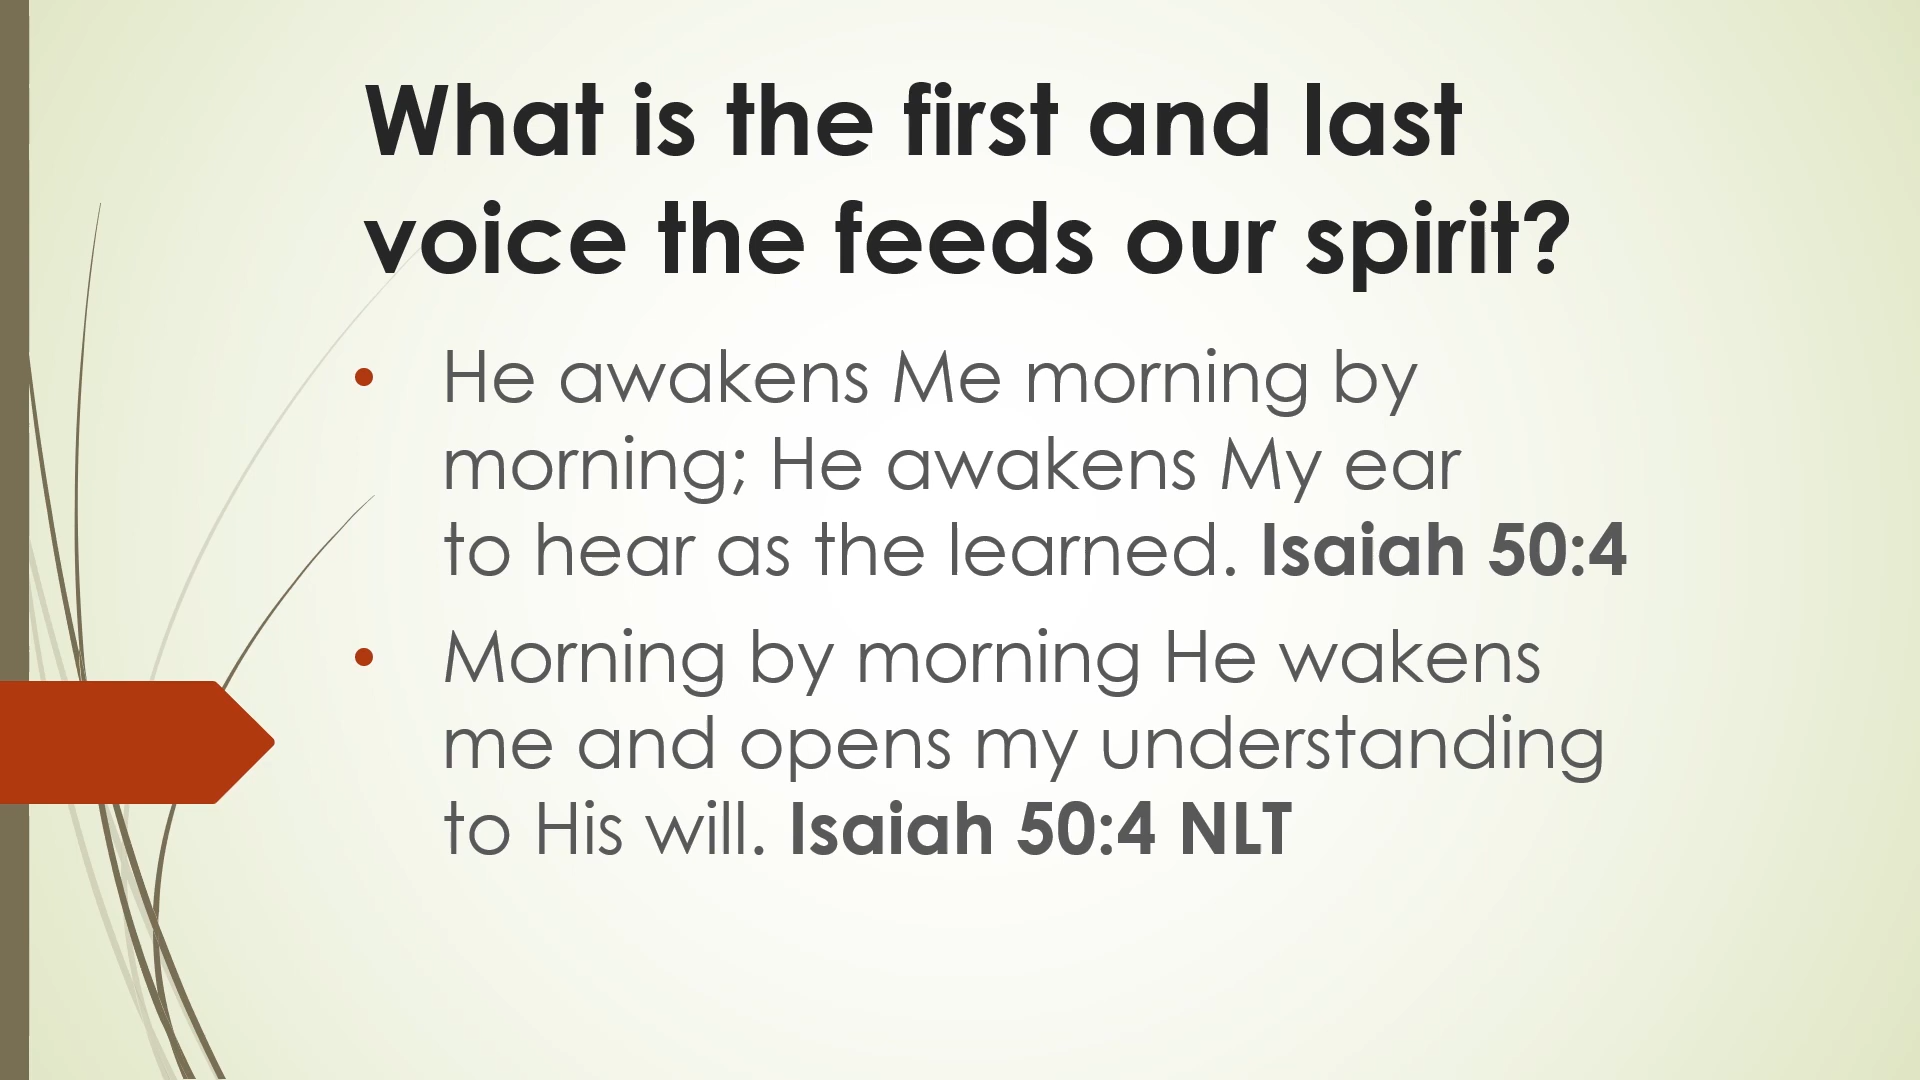 What is the first and last
voice the feeds our spirit?
• He awakens Me morning by
morning; He awakens My ear
to hear as the learned. Isaiah 50:4
• Morning by morning He wakens
me and opens my understanding
to His will. Isaiah 50:4 NLT